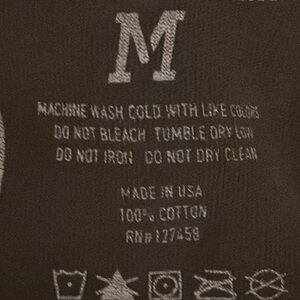 M
MACHINE WASH COLD WITH LIKE COLORS
DO NOT BLEACH TUMBLE DRY LOW
DO NOT IRON DO NOT DRY CLEAN
MADE IN USA
100% COTTON
RN#127459